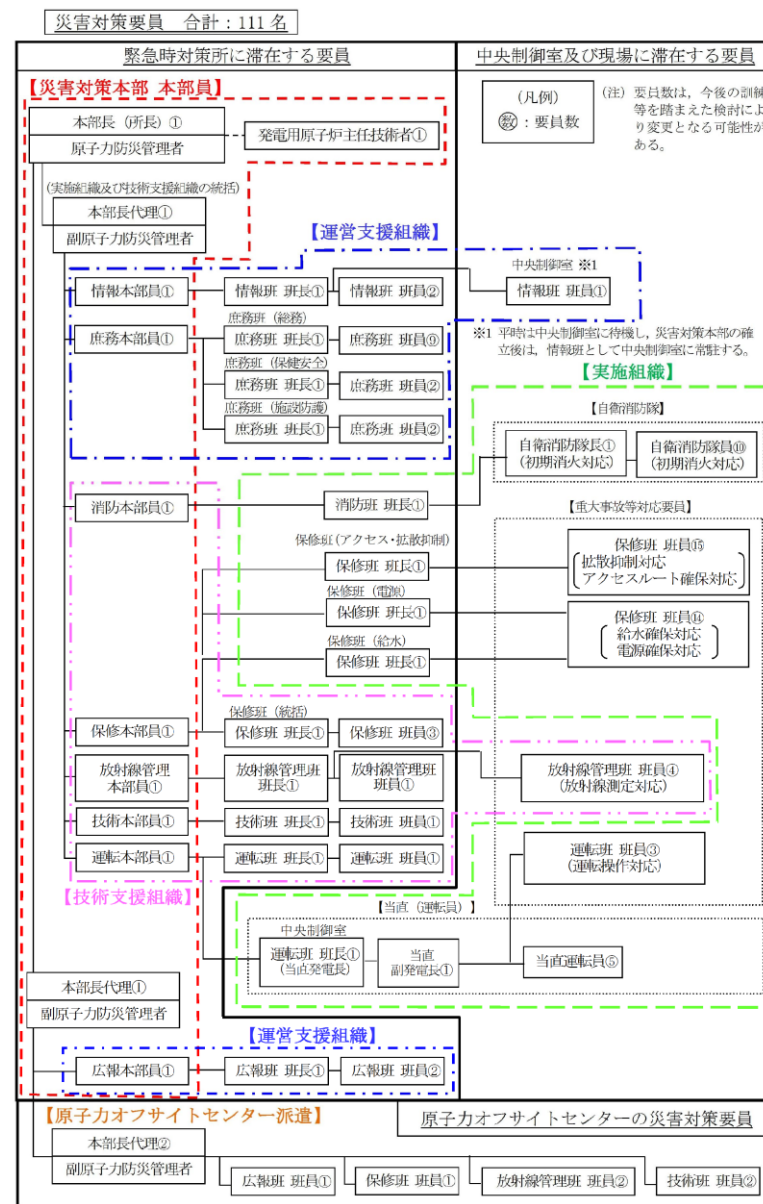 災害対策要員 合計：111 名
緊急時対策所に滞在する要員
中央制御室及び現場に滞在する要員
【災害対策本部 本部員】
本部長（所長）①
原子力防災管理者
発電用原子炉主任技術者①
(凡例)
数：要員数
(注) 要員数は，今後の訓練
等を踏まえた検討によ
り変更となる可能性が
ある。
(実施組織及び技術支援組織の統括)
本部長代理①
副原子力防災管理者
【運営支援組織】
中央制御室 ※1
情報本部員①
情報班 班長①
情報班 班員②
情報班 班員①
庶務班（総務）
庶務本部員①
庶務班 班長①
庶務班 班員⑨
※1 平時は中央制御室に待機し，災害対策本部の確
立後は，情報班として中央制御室に常駐する。
庶務班（保健安全）
庶務班 班長①
庶務班 班員②
【実施組織】
庶務班（施設防護）
庶務班 班長①
庶務班 班員②
【自衛消防隊】
自衛消防隊長①
(初期消火対応)
自衛消防隊員⑩
(初期消火対応)
消防本部員①
消防班 班長①
【重大事故等対応要員】
保修班（アクセス・拡散抑制）
保修班 班長①
保修班 班員⑮
拡散抑制対応
アクセスルート確保対応
保修班（電源）
保修班 班長①
保修班 班員⑭
給水確保対応
電源確保対応
保修班（給水）
保修班 班長①
保修班（統括）
保修本部員①
保修班 班長①
保修班 班員③
放射線管理
本部員①
放射線管理班
班長①
放射線管理班
班員①
放射線管理班 班員④
(放射線測定対応)
技術本部員①
技術班 班長①
技術班 班員①
運転本部員①
運転班 班長①
運転班 班員①
運転班 班員③
(運転操作対応)
【技術支援組織】
【当直（運転員）】
中央制御室
運転班 班長①
(当直発電長)
当直
副発電長①
当直運転員⑤
本部長代理①
副原子力防災管理者
【運営支援組織】
広報本部員①
広報班 班長①
広報班 班員②
【原子力オフサイトセンター派遣】
原子力オフサイトセンターの災害対策要員
本部長代理②
副原子力防災管理者
広報班 班員①
保修班 班員①
放射線管理班 班員②
技術班 班員②